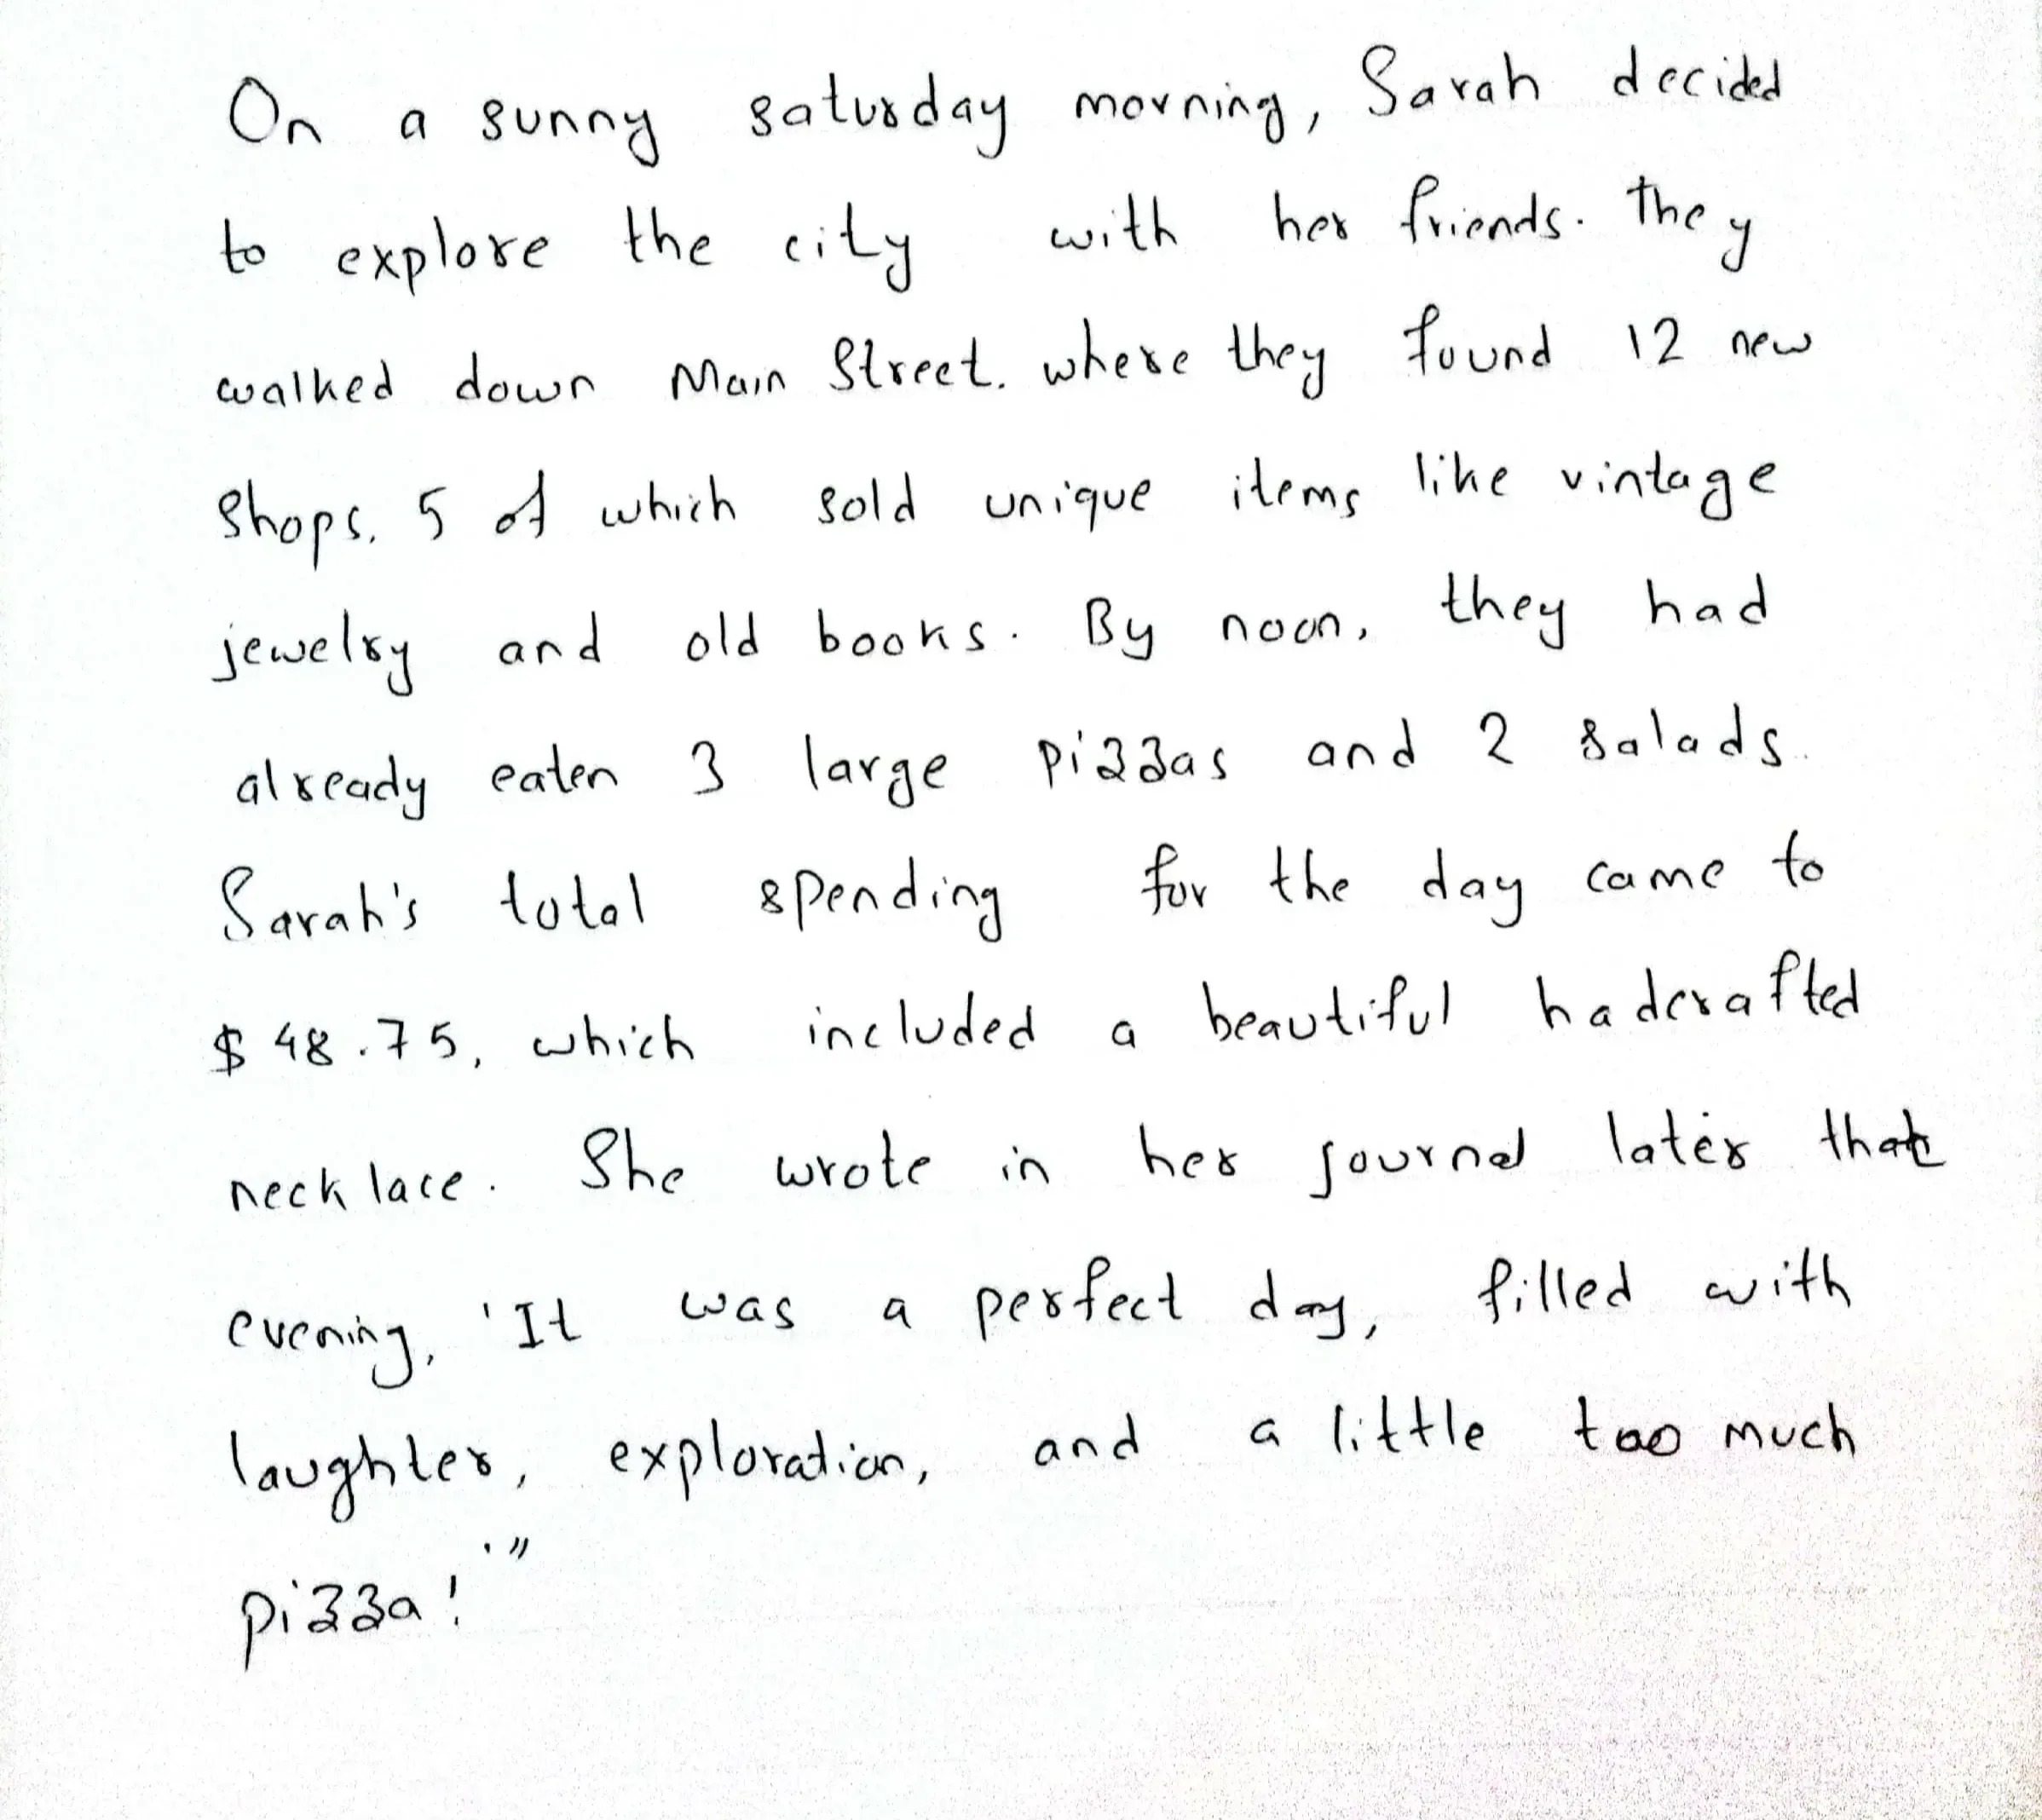 On a sunny saturday morning, Sarah decided
to explore the city with her friends. They
walked down Main Street. where they found 12 new
Shops, 5 of which sold unique items like vintage
jewelry and old books. By noon, they had
already eaten 3 large pizzas and 2 salads.
Sarah's total spending for the day came to
$48.75, which included a beautiful hadcrafted
necklace. She wrote in her journal later that
evening, 'It was a perfect day, filled with
laughter, exploration, and a little too much
pizza!'"